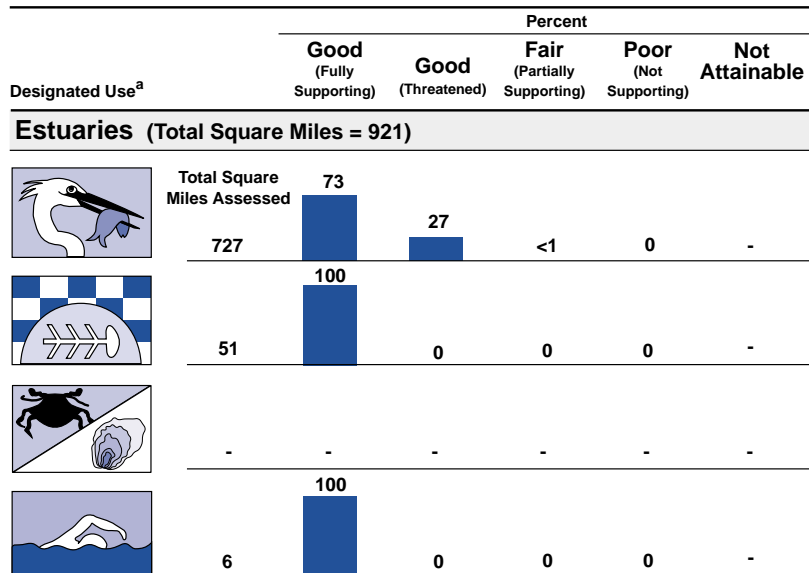 Percent
Designated Useᵃ
Good (Fully Supporting)
Good (Threatened)
Fair (Partially Supporting)
Poor (Not Supporting)
Not Attainable
Estuaries (Total Square Miles = 921)
Total Square Miles Assessed
73
27
727 <1 0 -
100
51 0 0 0 -
- - - - - - -
100
6 0 0 0 -